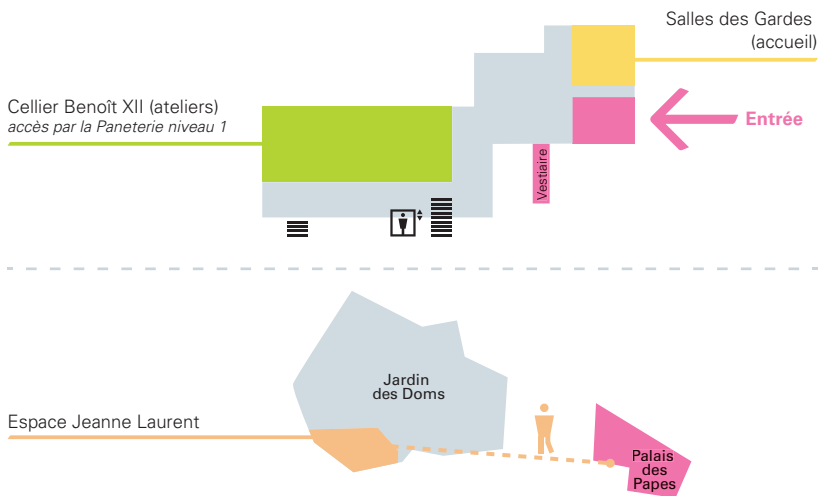 Salles des Gardes
(accueil)
Cellier Benoît XII (ateliers)
accès par la Paneterie niveau 1
Entrée
Vestiaire
Jardin
des Doms
Espace Jeanne Laurent
Palais
des
Papes